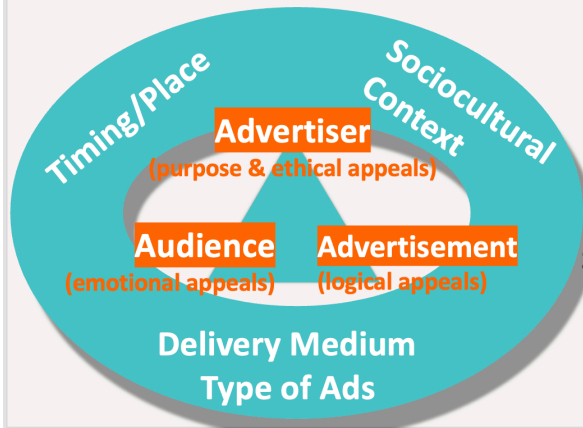 Timing/Place
Sociocultural
Context
Advertiser
(purpose & ethical appeals)
Audience
(emotional appeals)
Advertisement
(logical appeals)
Delivery Medium
Type of Ads